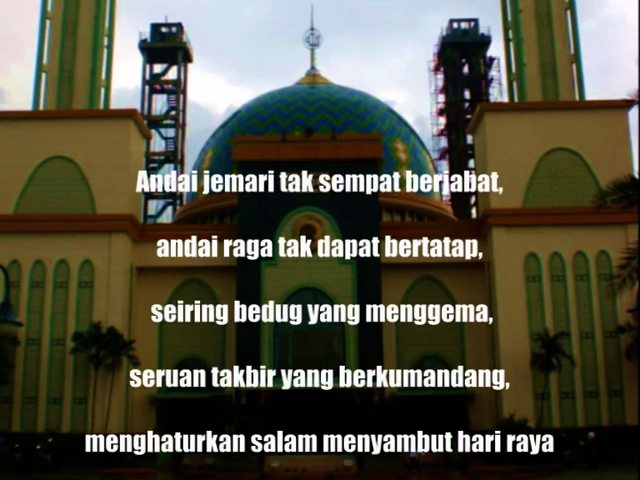 Andai jemari tak sempat berjabat,
andai raga tak dapat bertatap,
seiring bedug yang menggema,
seruan takbir yang berkumandang,
menghaturkan salam menyambut hari raya